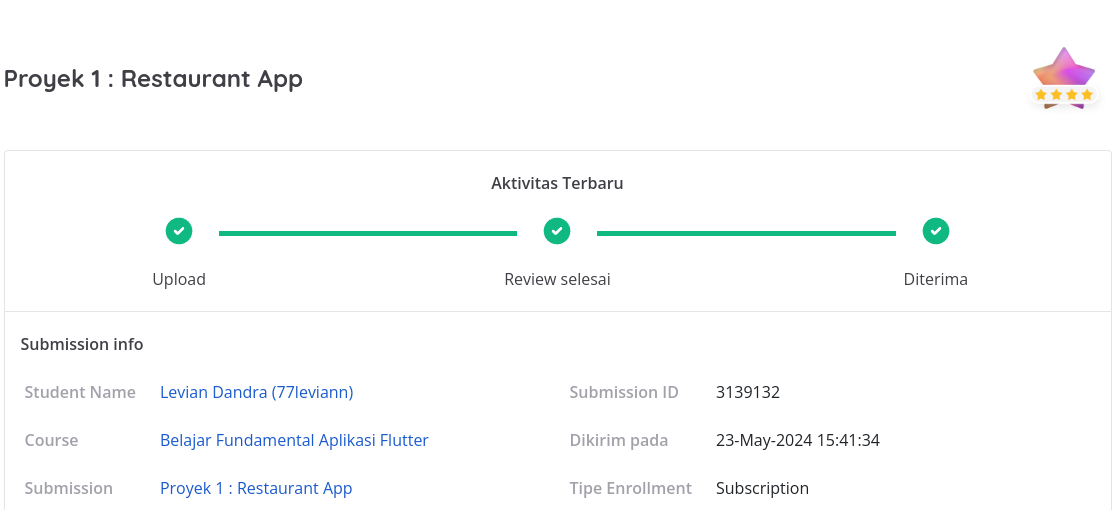 Proyek 1 : Restaurant App
Aktivitas Terbaru
Upload
Review selesai
Diterima
Submission info
Student Name Levian Dandra (77leviann)
Submission ID 3139132
Course Belajar Fundamental Aplikasi Flutter
Dikirim pada 23-May-2024 15:41:34
Submission Proyek 1 : Restaurant App
Tipe Enrollment Subscription